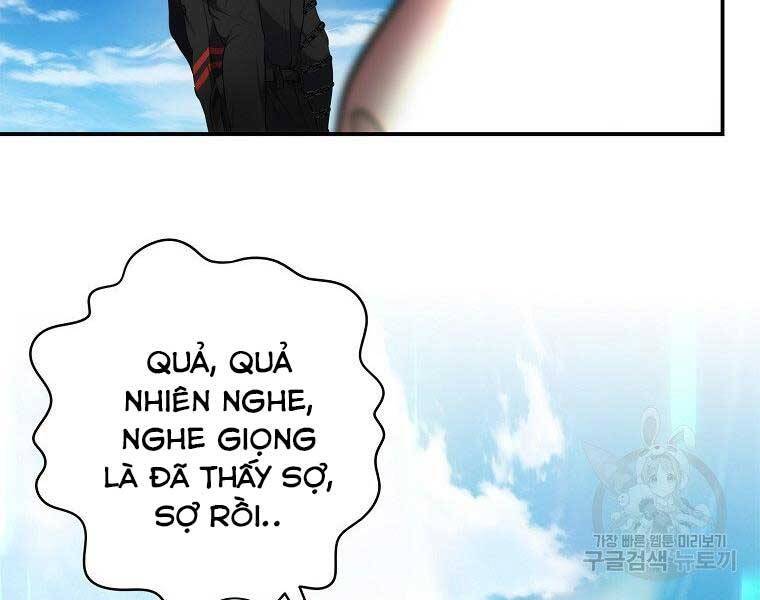 QUẢ, QUẢ
NHIÊN NGHE,
NGHE GIỌNG
LÀ ĐÃ THẤY SỢ,
SỢ RỒI..
가장 빠른 웹툰 미리보기
구글검색 뉴토끼